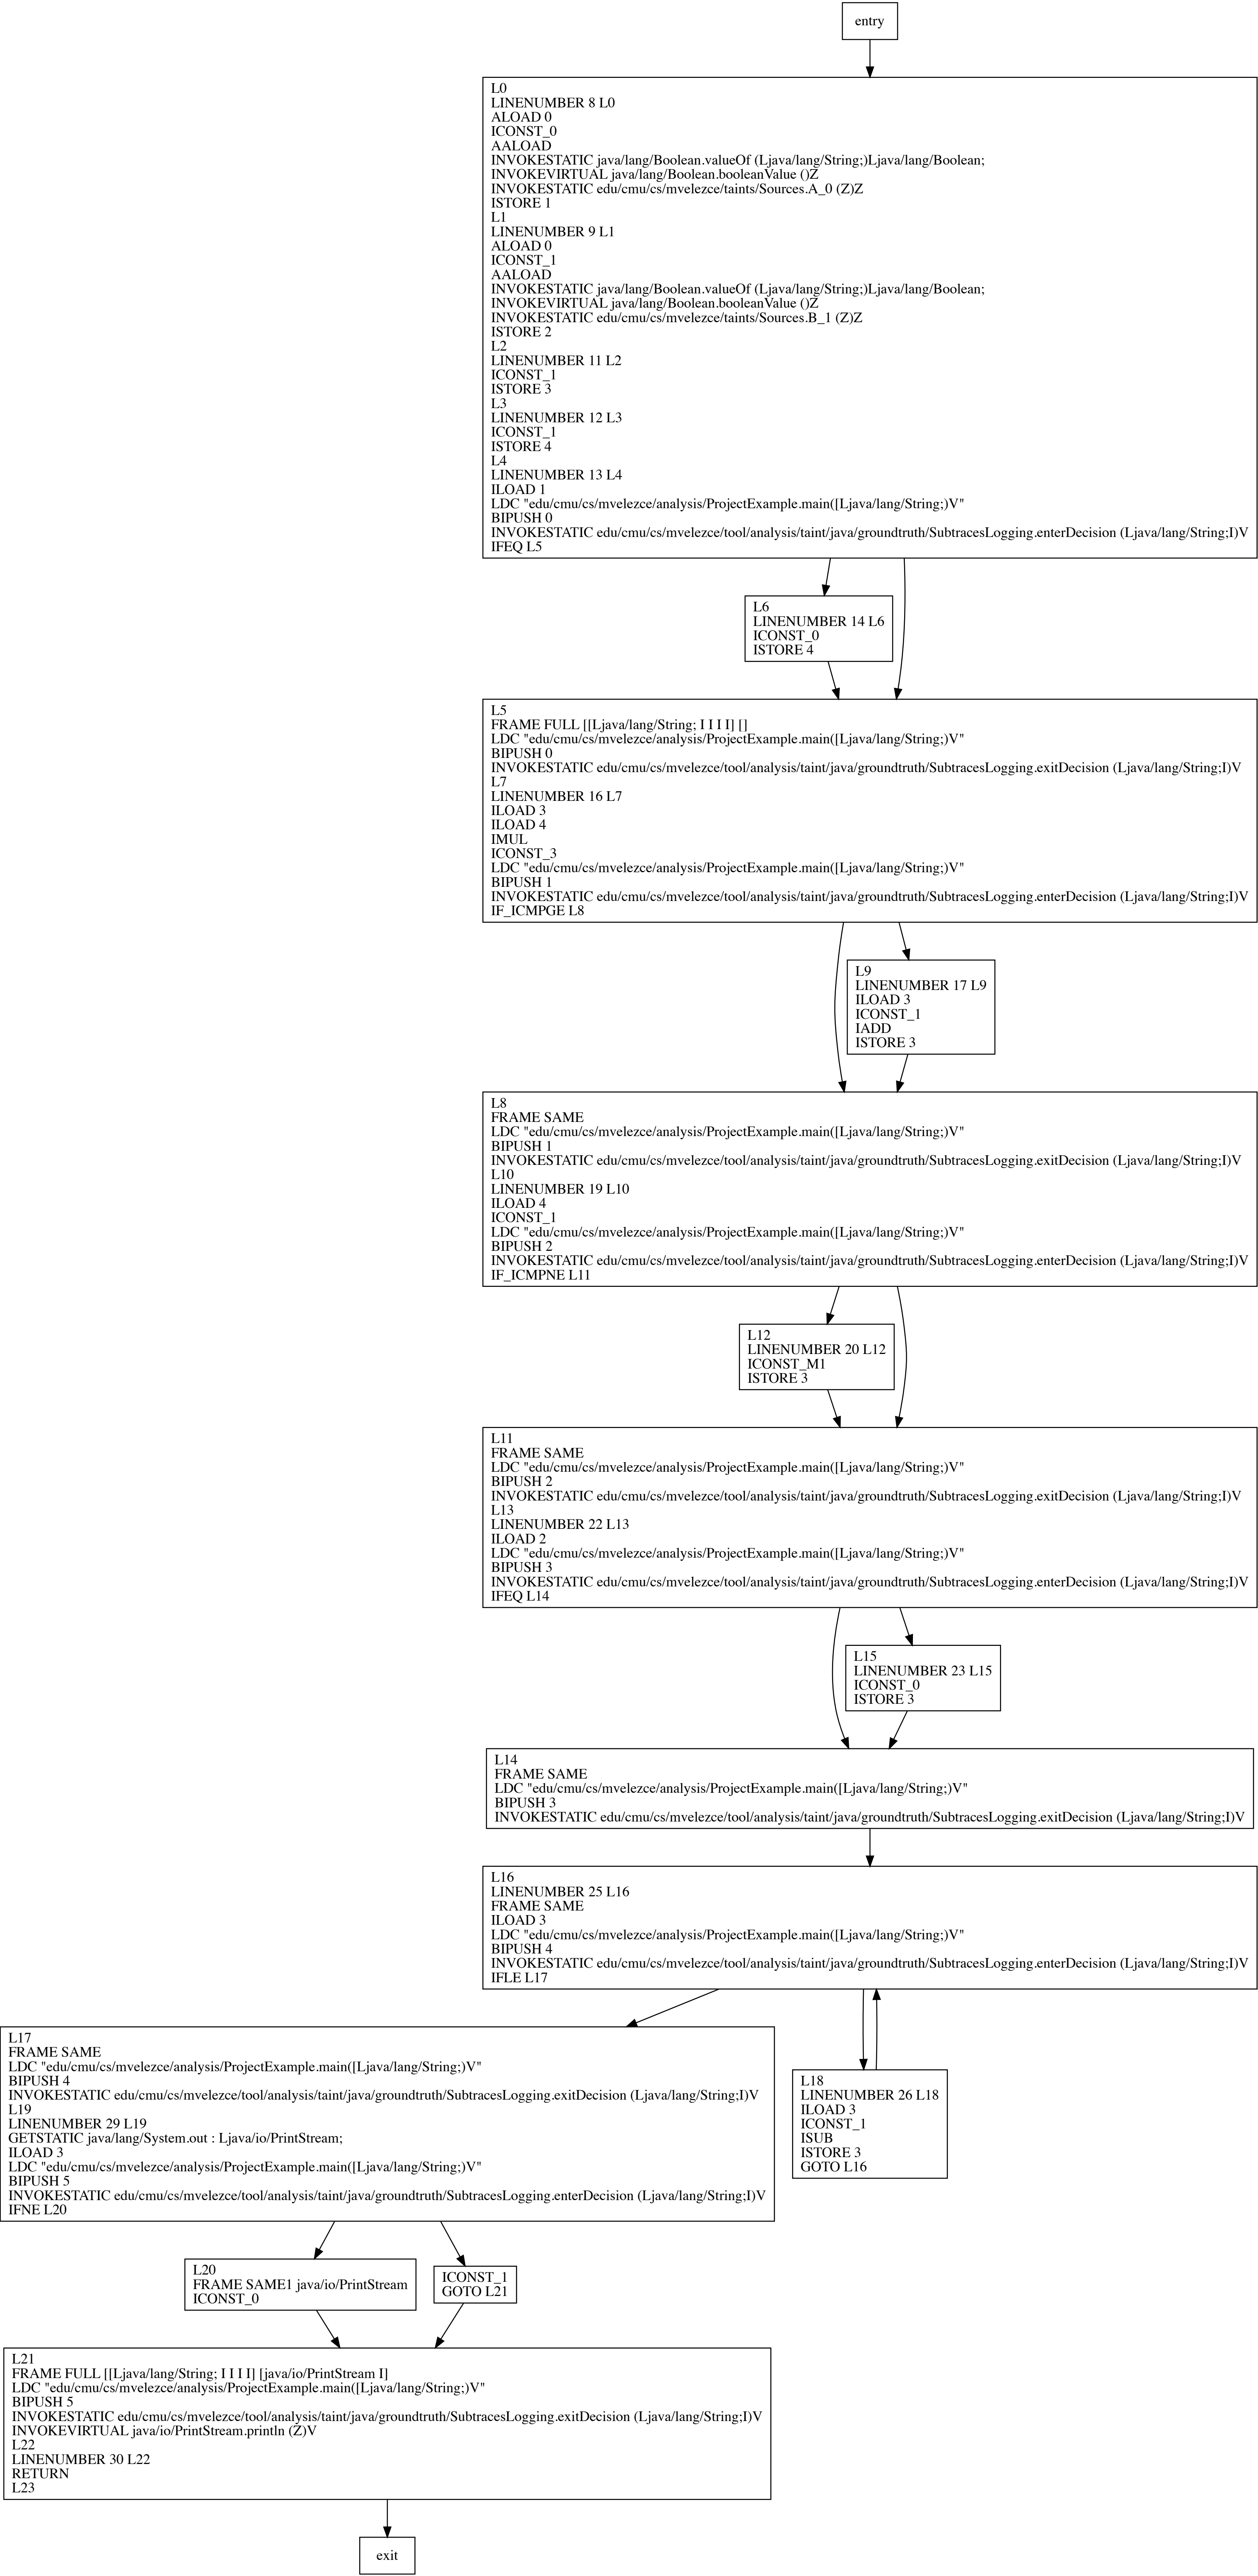 entry
L0
LINENUMBER 8 L0
ALOAD 0
ICONST_0
AALOAD
INVOKESTATIC java/lang/Boolean.valueOf (Ljava/lang/String;)Ljava/lang/Boolean;
INVOKEVIRTUAL java/lang/Boolean.booleanValue ()Z
INVOKESTATIC edu/cmu/cs/mvelezce/taints/Sources.A_0 (Z)Z
ISTORE 1
L1
LINENUMBER 9 L1
ALOAD 0
ICONST_1
AALOAD
INVOKESTATIC java/lang/Boolean.valueOf (Ljava/lang/String;)Ljava/lang/Boolean;
INVOKEVIRTUAL java/lang/Boolean.booleanValue ()Z
INVOKESTATIC edu/cmu/cs/mvelezce/taints/Sources.B_1 (Z)Z
ISTORE 2
L2
LINENUMBER 11 L2
ICONST_1
ISTORE 3
L3
LINENUMBER 12 L3
ICONST_1
ISTORE 4
L4
LINENUMBER 13 L4
ILOAD 1
LDC "edu/cmu/cs/mvelezce/analysis/ProjectExample.main([Ljava/lang/String;)V"
BIPUSH 0
INVOKESTATIC edu/cmu/cs/mvelezce/tool/analysis/taint/java/groundtruth/SubtracesLogging.enterDecision (Ljava/lang/String;I)V
IFEQ L5
L6
LINENUMBER 14 L6
ICONST_0
ISTORE 4
L5
FRAME FULL [[Ljava/lang/String; I I I I] []
LDC "edu/cmu/cs/mvelezce/analysis/ProjectExample.main([Ljava/lang/String;)V"
BIPUSH 0
INVOKESTATIC edu/cmu/cs/mvelezce/tool/analysis/taint/java/groundtruth/SubtracesLogging.exitDecision (Ljava/lang/String;I)V
L7
LINENUMBER 16 L7
ILOAD 3
ILOAD 4
IMUL
ICONST_3
LDC "edu/cmu/cs/mvelezce/analysis/ProjectExample.main([Ljava/lang/String;)V"
BIPUSH 1
INVOKESTATIC edu/cmu/cs/mvelezce/tool/analysis/taint/java/groundtruth/SubtracesLogging.enterDecision (Ljava/lang/String;I)V
IF_ICMPGE L8
L9
LINENUMBER 17 L9
ILOAD 3
ICONST_1
IADD
ISTORE 3
L8
FRAME SAME
LDC "edu/cmu/cs/mvelezce/analysis/ProjectExample.main([Ljava/lang/String;)V"
BIPUSH 1
INVOKESTATIC edu/cmu/cs/mvelezce/tool/analysis/taint/java/groundtruth/SubtracesLogging.exitDecision (Ljava/lang/String;I)V
L10
LINENUMBER 19 L10
ILOAD 4
ICONST_1
LDC "edu/cmu/cs/mvelezce/analysis/ProjectExample.main([Ljava/lang/String;)V"
BIPUSH 2
INVOKESTATIC edu/cmu/cs/mvelezce/tool/analysis/taint/java/groundtruth/SubtracesLogging.enterDecision (Ljava/lang/String;I)V
IF_ICMPNE L11
L12
LINENUMBER 20 L12
ICONST_M1
ISTORE 3
L11
FRAME SAME
LDC "edu/cmu/cs/mvelezce/analysis/ProjectExample.main([Ljava/lang/String;)V"
BIPUSH 2
INVOKESTATIC edu/cmu/cs/mvelezce/tool/analysis/taint/java/groundtruth/SubtracesLogging.exitDecision (Ljava/lang/String;I)V
L13
LINENUMBER 22 L13
ILOAD 2
LDC "edu/cmu/cs/mvelezce/analysis/ProjectExample.main([Ljava/lang/String;)V"
BIPUSH 3
INVOKESTATIC edu/cmu/cs/mvelezce/tool/analysis/taint/java/groundtruth/SubtracesLogging.enterDecision (Ljava/lang/String;I)V
IFEQ L14
L15
LINENUMBER 23 L15
ICONST_0
ISTORE 3
L14
FRAME SAME
LDC "edu/cmu/cs/mvelezce/analysis/ProjectExample.main([Ljava/lang/String;)V"
BIPUSH 3
INVOKESTATIC edu/cmu/cs/mvelezce/tool/analysis/taint/java/groundtruth/SubtracesLogging.exitDecision (Ljava/lang/String;I)V
L16
LINENUMBER 25 L16
FRAME SAME
ILOAD 3
LDC "edu/cmu/cs/mvelezce/analysis/ProjectExample.main([Ljava/lang/String;)V"
BIPUSH 4
INVOKESTATIC edu/cmu/cs/mvelezce/tool/analysis/taint/java/groundtruth/SubtracesLogging.enterDecision (Ljava/lang/String;I)V
IFLE L17
L17
FRAME SAME
LDC "edu/cmu/cs/mvelezce/analysis/ProjectExample.main([Ljava/lang/String;)V"
BIPUSH 4
INVOKESTATIC edu/cmu/cs/mvelezce/tool/analysis/taint/java/groundtruth/SubtracesLogging.exitDecision (Ljava/lang/String;I)V
L19
LINENUMBER 29 L19
GETSTATIC java/lang/System.out : Ljava/io/PrintStream;
ILOAD 3
LDC "edu/cmu/cs/mvelezce/analysis/ProjectExample.main([Ljava/lang/String;)V"
BIPUSH 5
INVOKESTATIC edu/cmu/cs/mvelezce/tool/analysis/taint/java/groundtruth/SubtracesLogging.enterDecision (Ljava/lang/String;I)V
IFNE L20
L18
LINENUMBER 26 L18
ILOAD 3
ICONST_1
ISUB
ISTORE 3
GOTO L16
L20
FRAME SAME1 java/io/PrintStream
ICONST_0
ICONST_1
GOTO L21
L21
FRAME FULL [[Ljava/lang/String; I I I I] [java/io/PrintStream I]
LDC "edu/cmu/cs/mvelezce/analysis/ProjectExample.main([Ljava/lang/String;)V"
BIPUSH 5
INVOKESTATIC edu/cmu/cs/mvelezce/tool/analysis/taint/java/groundtruth/SubtracesLogging.exitDecision (Ljava/lang/String;I)V
INVOKEVIRTUAL java/io/PrintStream.println (Z)V
L22
LINENUMBER 30 L22
RETURN
L23
exit